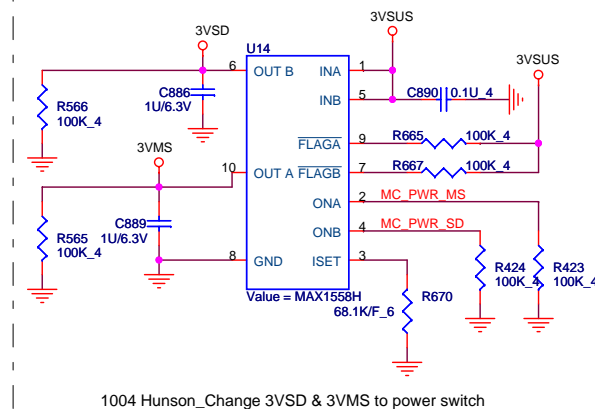 3VSUS
3VSD
U14
3VSUS
6
OUT B
INA
1
C886
1U/6.3V
INB
5
C890
0.1U_4
R566
100K_4
FLAGA
9
R665
100K_4
3VMS
10
OUT A
FLAGB
7
R667
100K_4
ONA
2
MC_PWR_MS
C889
1U/6.3V
ONB
4
MC_PWR_SD
R565
100K_4
8
GND
ISET
3
R424
100K_4
R423
100K_4
Value = MAX1558H
R670
68.1K/F_6
1004 Hunson_Change 3VSD & 3VMS to power switch